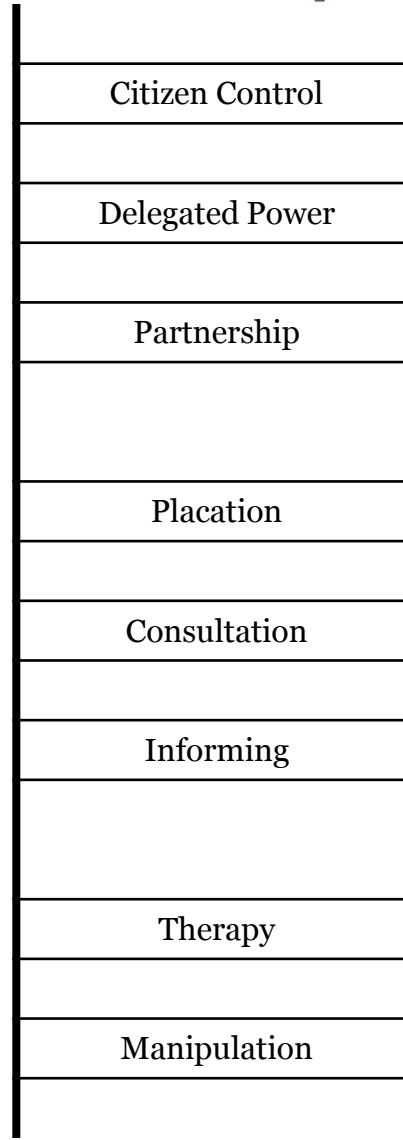 Citizen Control
Delegated Power
Partnership
Placation
Consultation
Informing
Therapy
Manipulation